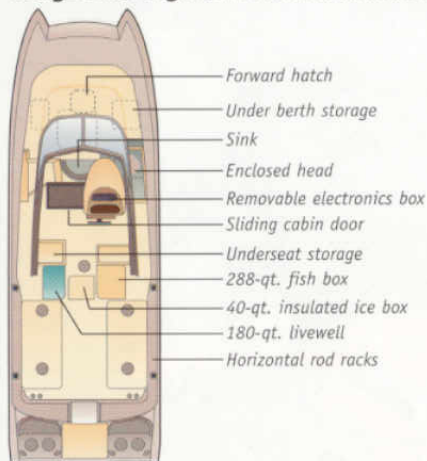 Forward hatch
Under berth storage
Sink
Enclosed head
Removable electronics box
Sliding cabin door
Underseat storage
288-qt. fish box
40-qt. insulated ice box
180-qt. livewell
Horizontal rod racks